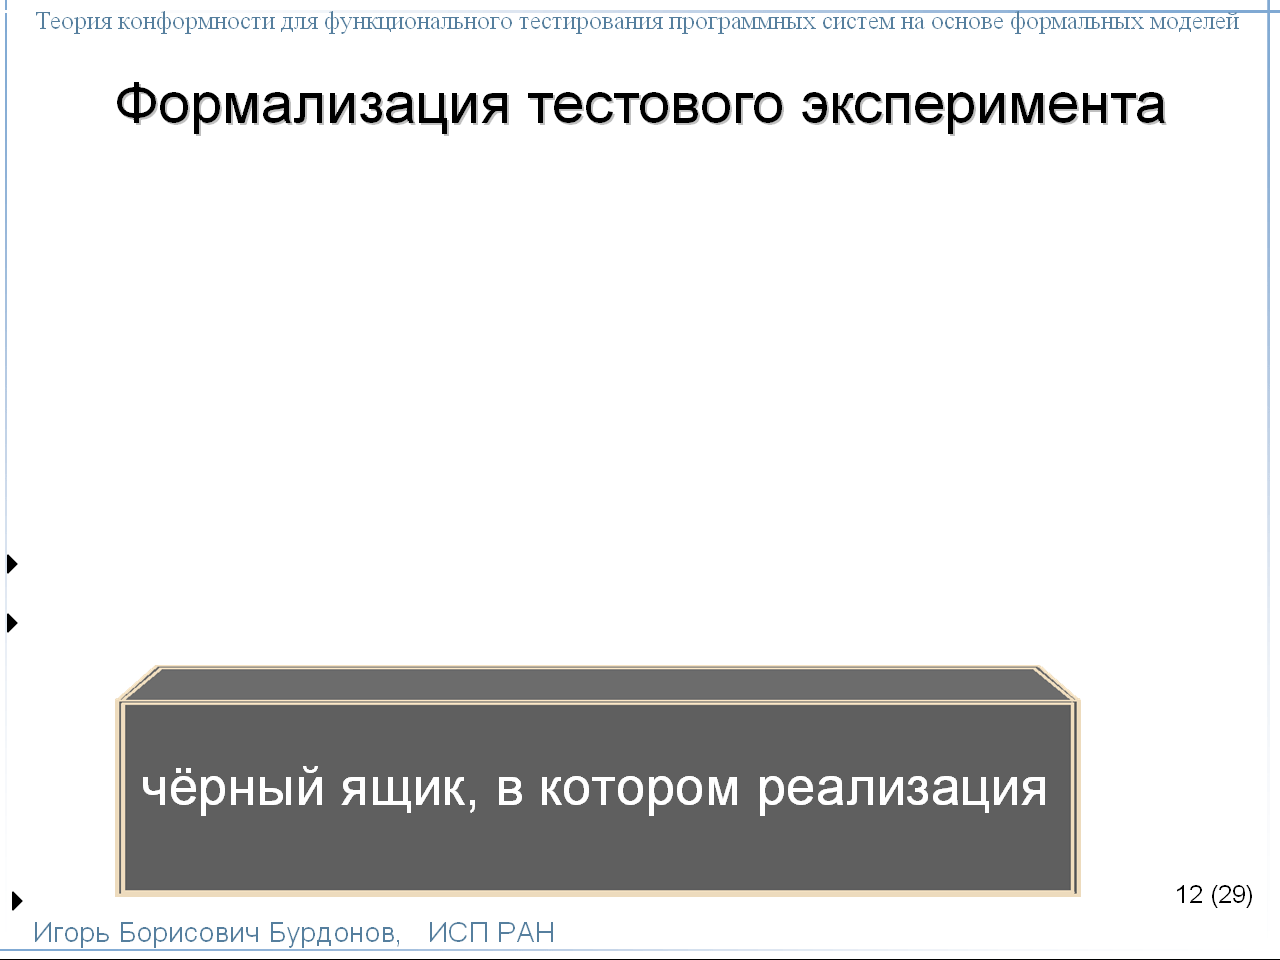 Теория конформности для функционального тестирования программных систем на основе формальных моделей
Формализация тестового эксперимента
чёрный ящик, в котором реализация
12 (29)
Игорь Борисович Бурдонов, ИСП РАН